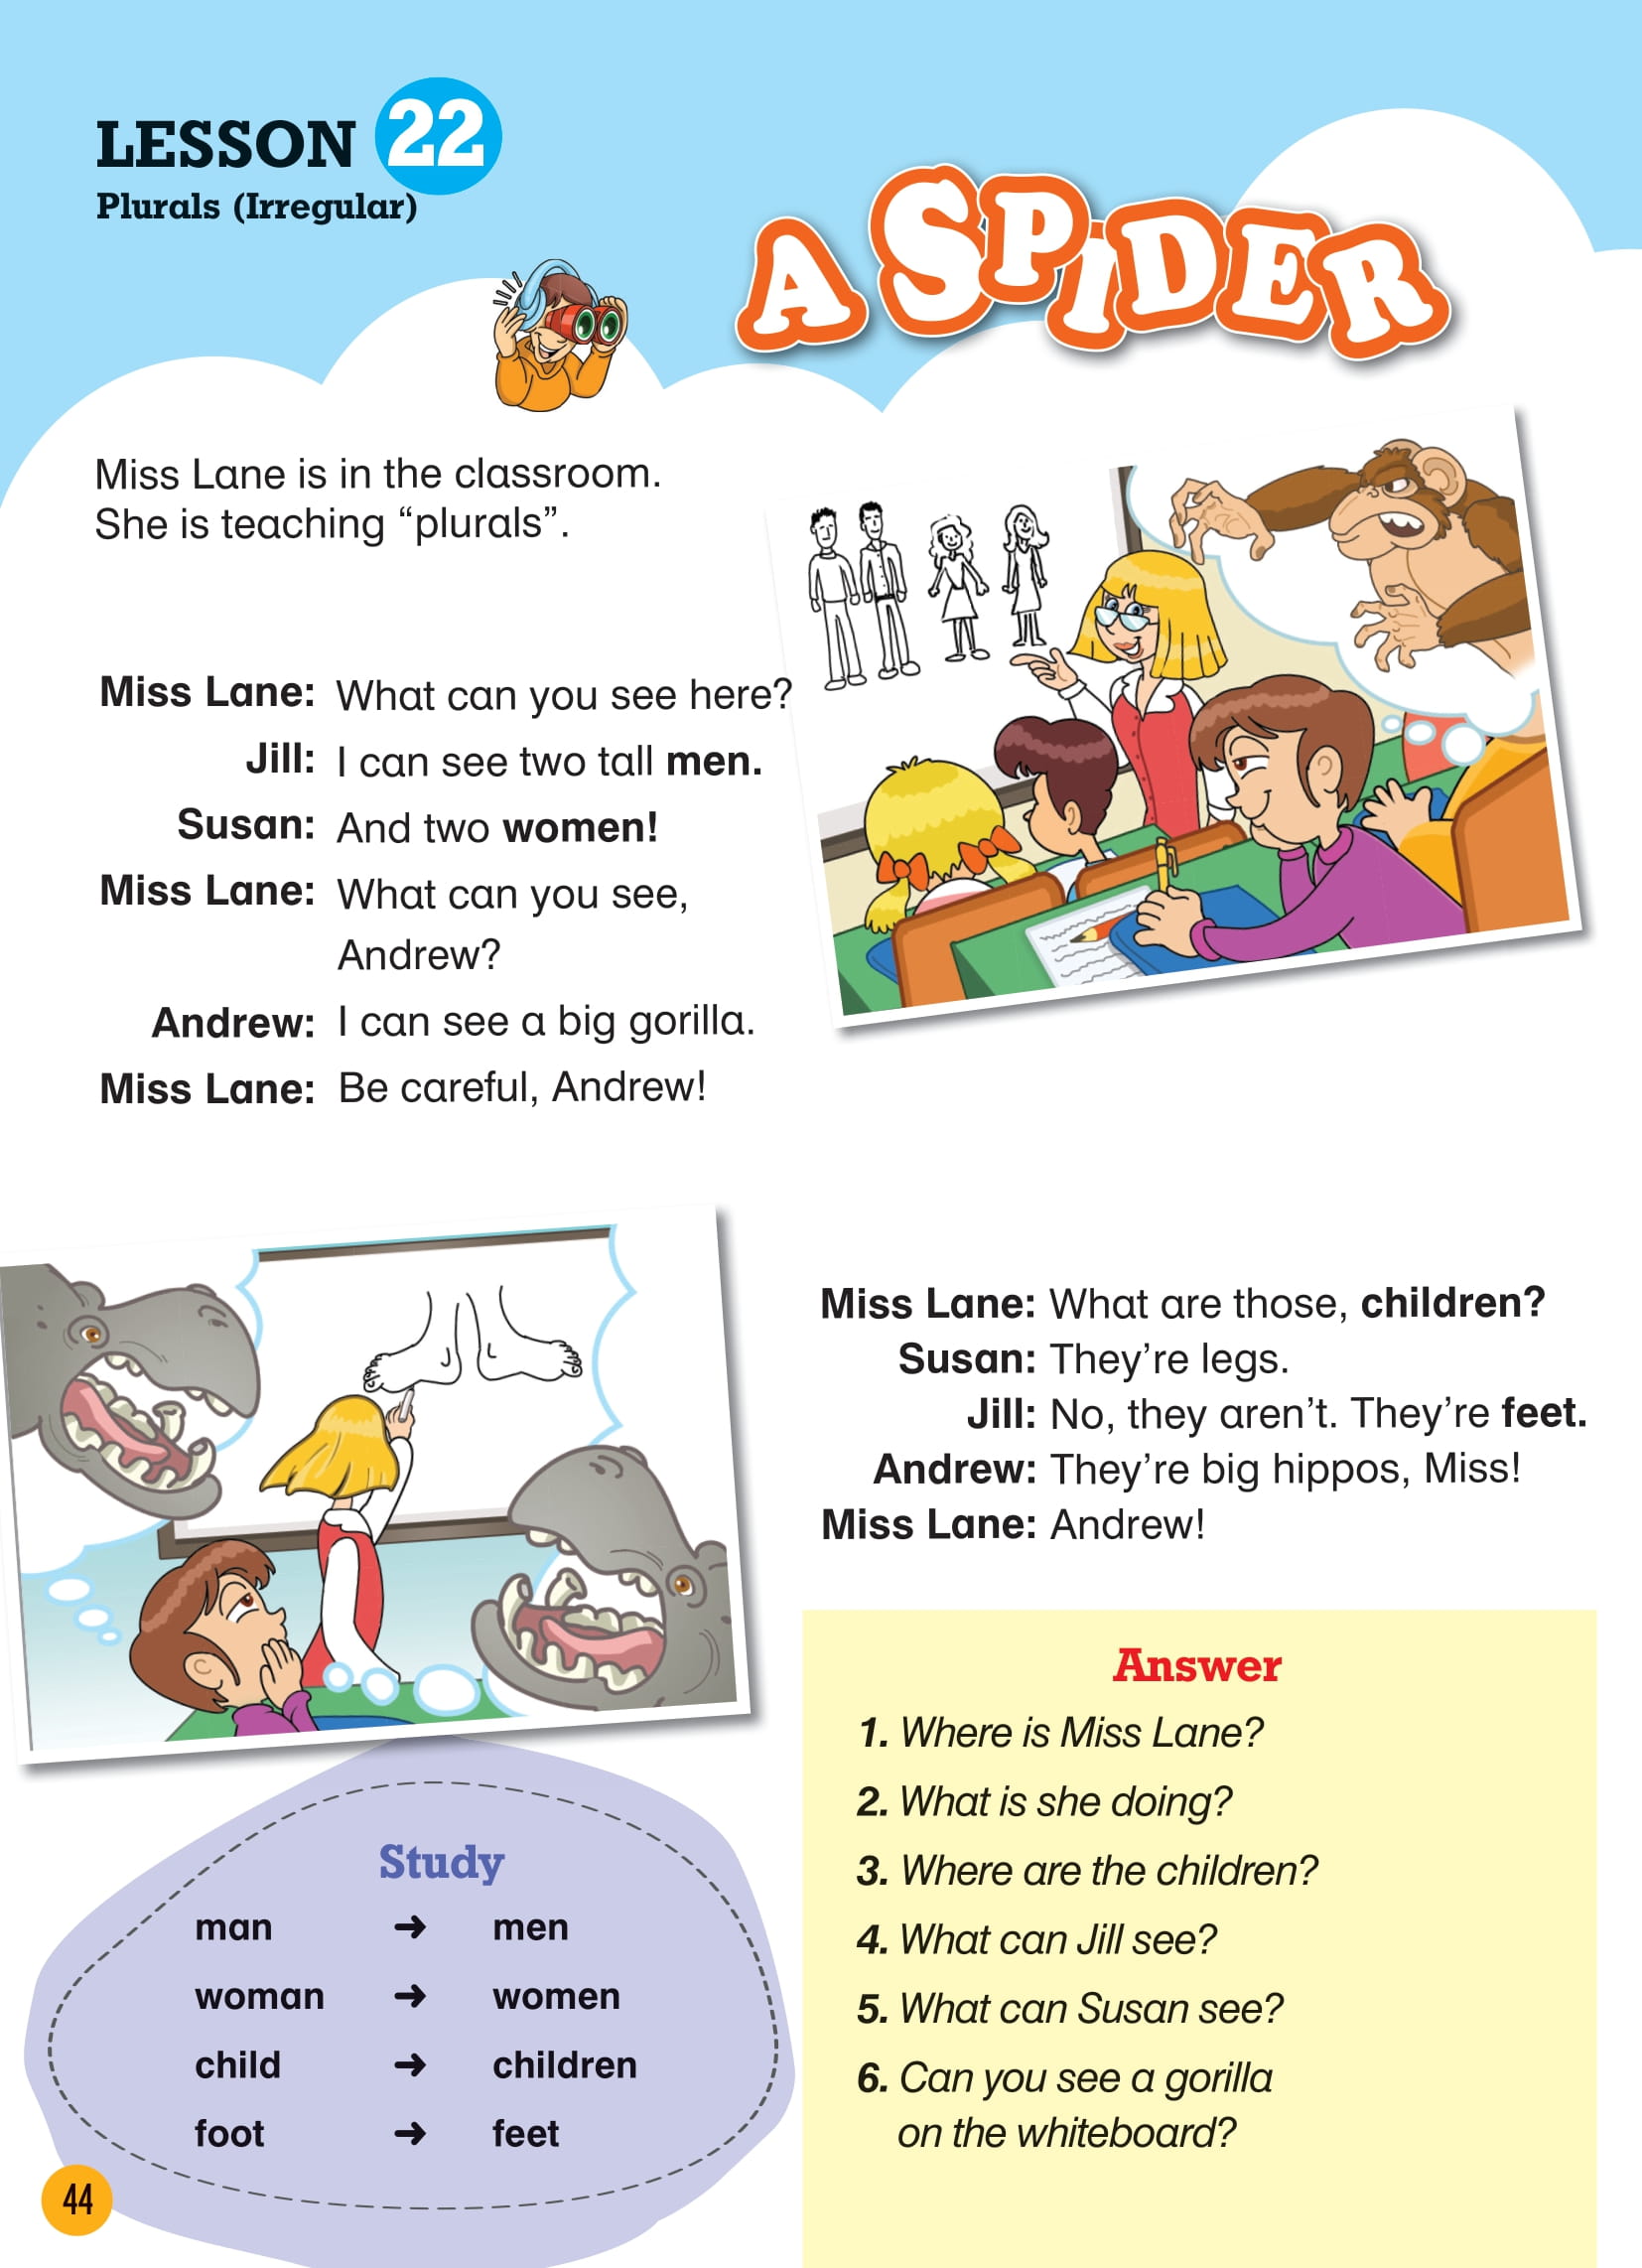 LESSON 22
Plurals (Irregular)
A SPIDER
Miss Lane is in the classroom.
She is teaching “plurals”.
Miss Lane: What can you see here?
Jill: I can see two tall men.
Susan: And two women!
Miss Lane: What can you see,
Andrew?
Andrew: I can see a big gorilla.
Miss Lane: Be careful, Andrew!
Miss Lane: What are those, children?
Susan: They’re legs.
Jill: No, they aren’t. They’re feet.
Andrew: They’re big hippos, Miss!
Miss Lane: Andrew!
Study
man ➜ men
woman ➜ women
child ➜ children
foot ➜ feet
Answer
1. Where is Miss Lane?
2. What is she doing?
3. Where are the children?
4. What can Jill see?
5. What can Susan see?
6. Can you see a gorilla
on the whiteboard?
44